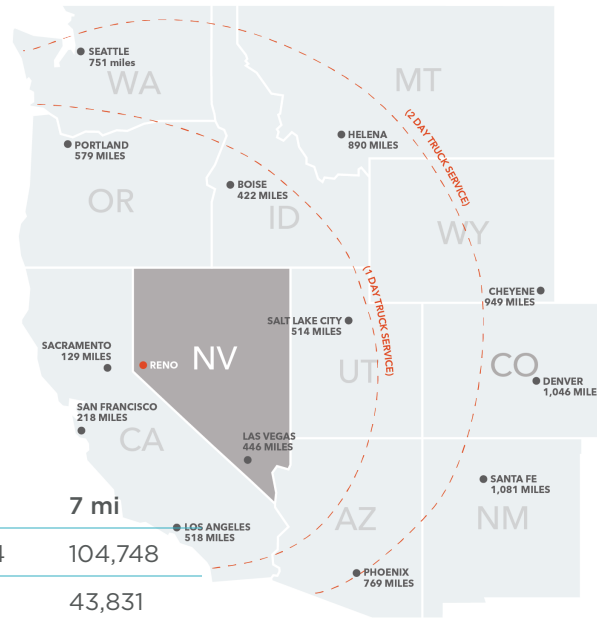 SEATTLE
751 miles
WA
MT
(2 DAY TRUCK SERVICE)
HELENA
890 MILES
PORTLAND
579 MILES
BOISE
422 MILES
OR
ID
WY
(1 DAY TRUCK SERVICE)
CHEYENE
949 MILES
SALT LAKE CITY
514 MILES
SACRAMENTO
129 MILES
RENO
NV
UT
CO
DENVER
1,046 MILE
SAN FRANCISCO
218 MILES
CA
LAS VEGAS
446 MILES
SANTA FE
1,081 MILES
7 mi
LOS ANGELES
518 MILES
AZ
NM
4 104,748
PHOENIX
769 MILES
43,831